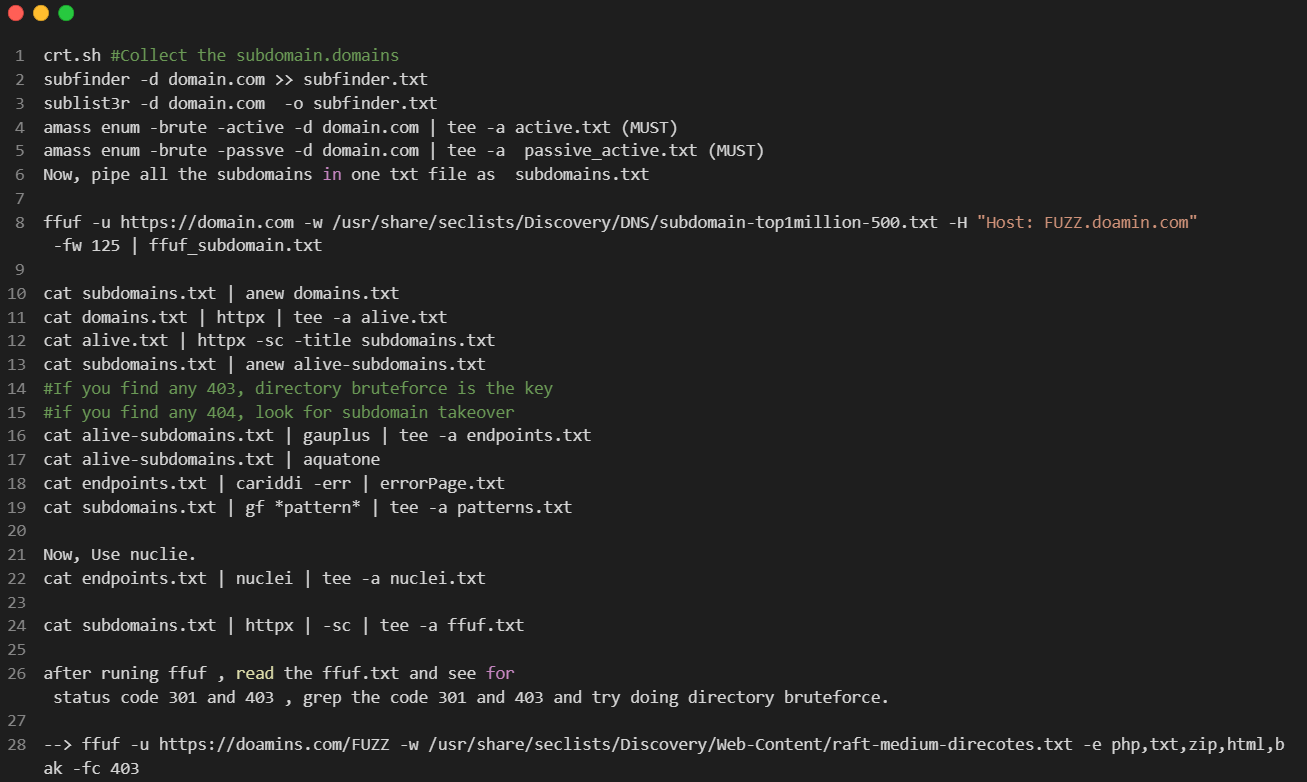 1 crt.sh #Collect the subdomain.domains
2 subfinder -d domain.com >> subfinder.txt
3 sublist3r -d domain.com  -o subfinder.txt
4 amass enum -brute -active -d domain.com | tee -a active.txt (MUST)
5 amass enum -brute -passve -d domain.com | tee -a  passive_active.txt (MUST)
6 Now, pipe all the subdomains in one txt file as  subdomains.txt
7
8 ffuf -u https://domain.com -w /usr/share/seclists/Discovery/DNS/subdomain-top1million-500.txt -H "Host: FUZZ.doamin.com"
-fw 125 | ffuf_subdomain.txt
9
10 cat subdomains.txt | anew domains.txt
11 cat domains.txt | httpx | tee -a alive.txt
12 cat alive.txt | httpx -sc -title subdomains.txt
13 cat subdomains.txt | anew alive-subdomains.txt
14 #If you find any 403, directory bruteforce is the key
15 #if you find any 404, look for subdomain takeover
16 cat alive-subdomains.txt | gauplus | tee -a endpoints.txt
17 cat alive-subdomains.txt | aquatone
18 cat endpoints.txt | cariddi -err | errorPage.txt
19 cat subdomains.txt | gf *pattern* | tee -a patterns.txt
20
21 Now, Use nuclie.
22 cat endpoints.txt | nuclei | tee -a nuclei.txt
23
24 cat subdomains.txt | httpx | -sc | tee -a ffuf.txt
25
26 after runing ffuf , read the ffuf.txt and see for
status code 301 and 403 , grep the code 301 and 403 and try doing directory bruteforce.
27
28 --> ffuf -u https://doamins.com/FUZZ -w /usr/share/seclists/Discovery/Web-Content/raft-medium-direcotes.txt -e php,txt,zip,html,b
ak -fc 403